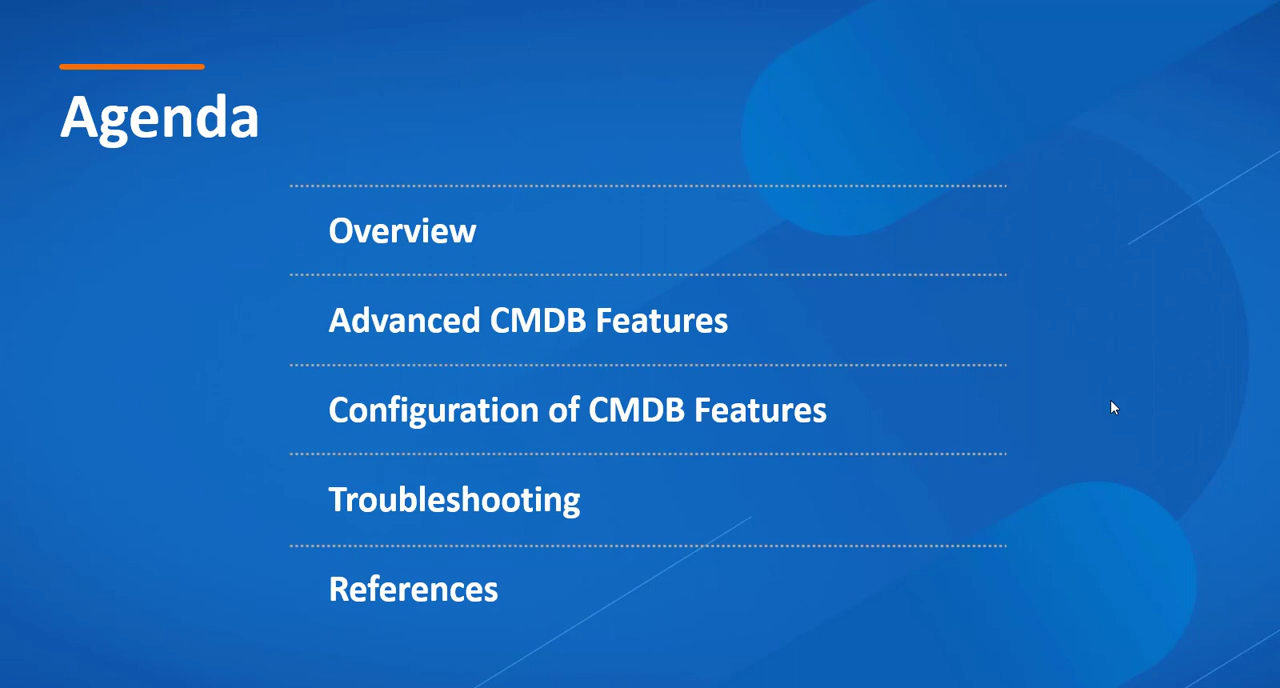 Agenda
Overview
Advanced CMDB Features
Configuration of CMDB Features
Troubleshooting
References